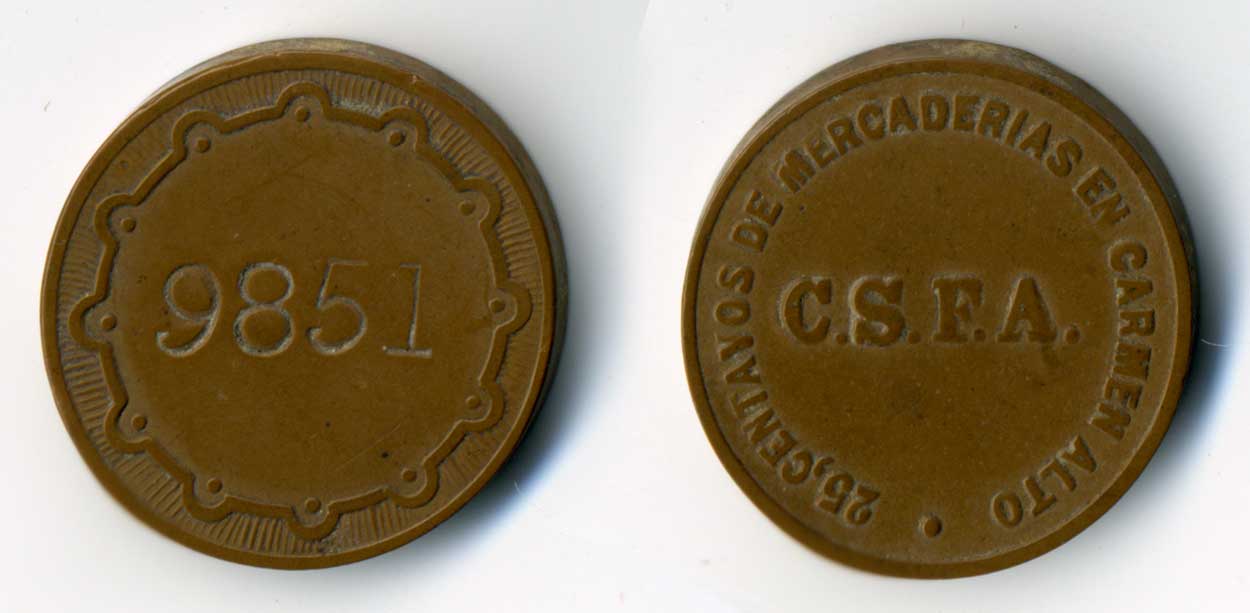 9851
25,CENTAVOS DE MERCADERIAS EN CARMEN ALTO
C.S.F.A.